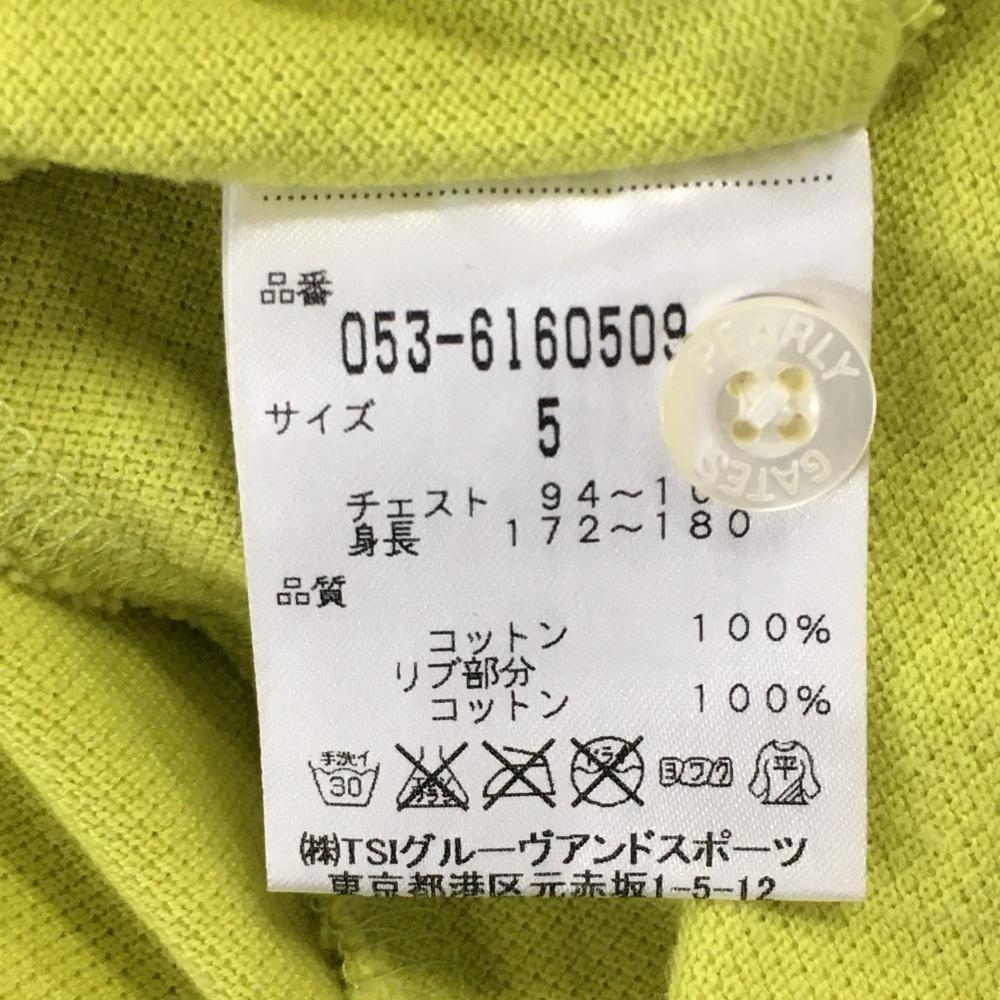 品番
053-6160509
サイズ 5
チェスト 94～1
身長 172～180
品質
コットン 100%
リブ部分
コットン 100%
手洗イ
30
ヨワク
平
㈱TSIグルーヴアンドスポーツ
東京都港区元赤坂1-5-12
PEARLY
GATES